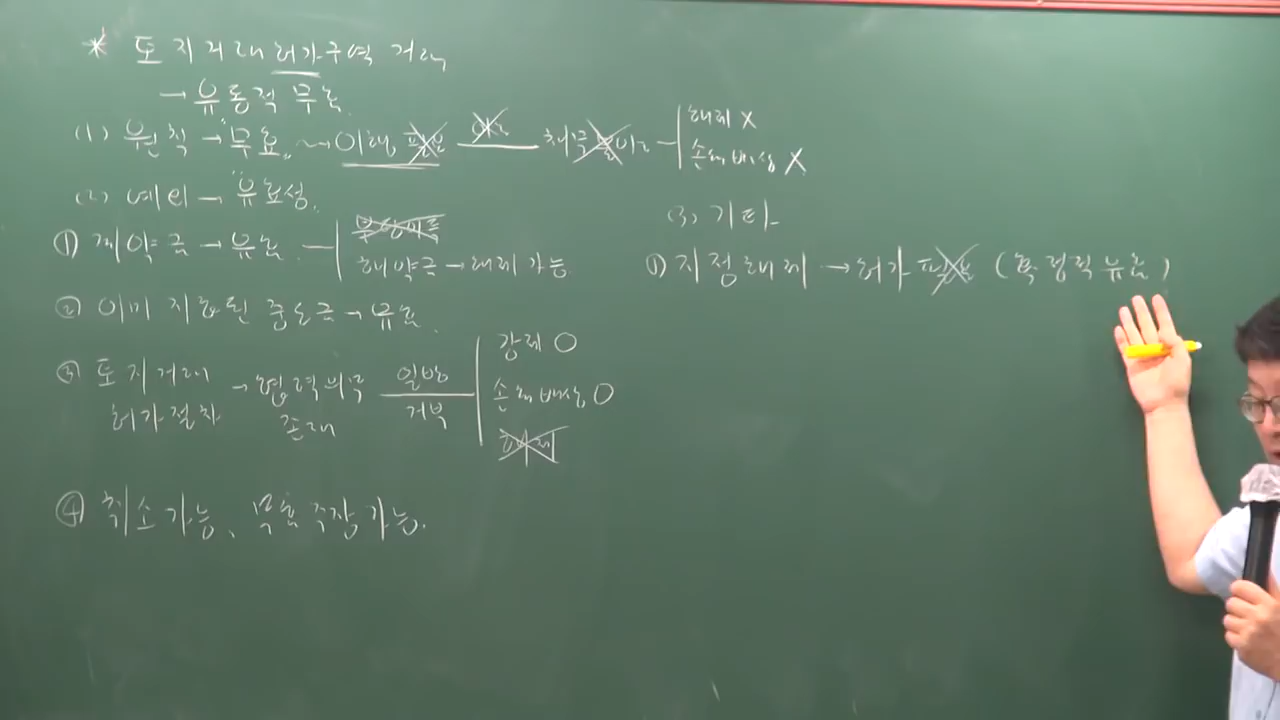 * 토지거래허가구역 거래
→ 유동적 무효
(1) 원칙 → "무효" ~→ 이행 필요 해제 X
채무불이행 손해배상 X
(2) 예외 → "유효성.
(3) 기타
① 계약금 → 유효. 부당이득
해약금 → 해제 가능
① 지정해제 → 허가 필요 (확정적 유효)
② 이미 지급된 중도금 → 유효.
③ 토지거래 → 협력의무 일방 강제 O
허가절차 존재 거부 손해배상 O
해제
④ 취소가능, 무효 주장 가능.